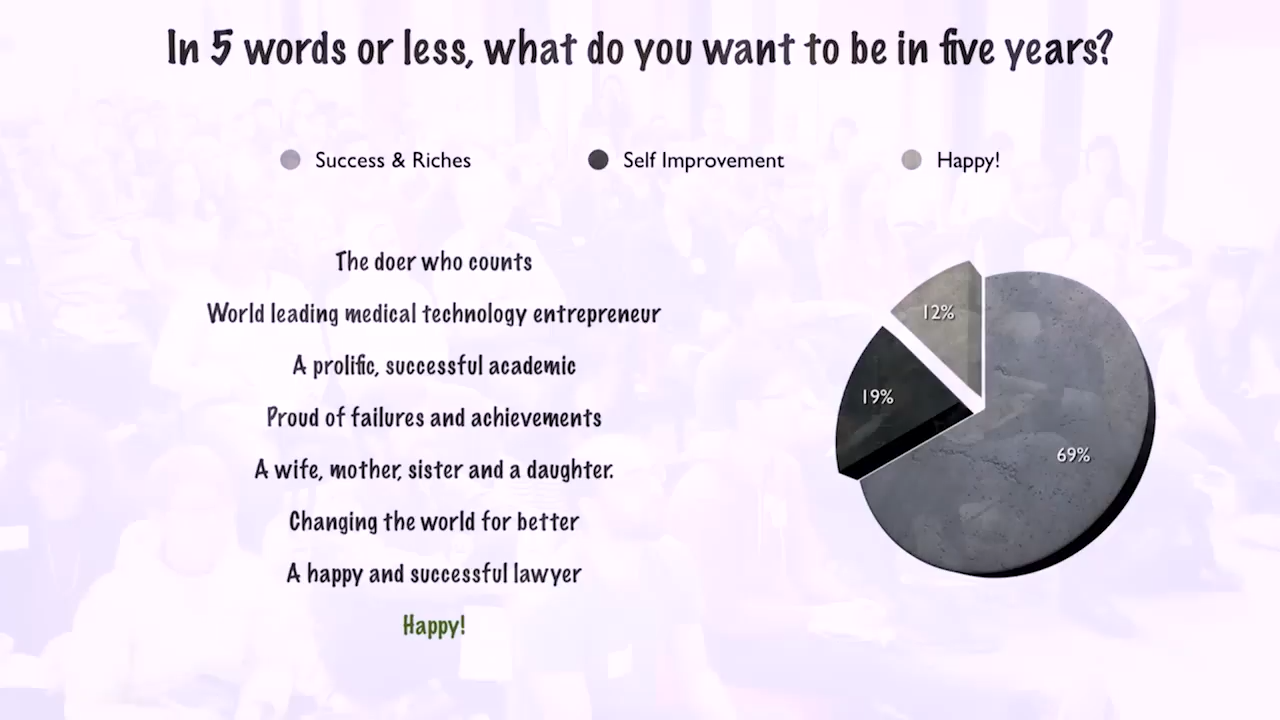 In 5 words or less, what do you want to be in five years?
Success & Riches
Self Improvement
Happy!
The doer who counts
World leading medical technology entrepreneur
A prolific, successful academic
Proud of failures and achievements
A wife, mother, sister and a daughter.
Changing the world for better
A happy and successful lawyer
Happy!
12%
19%
69%